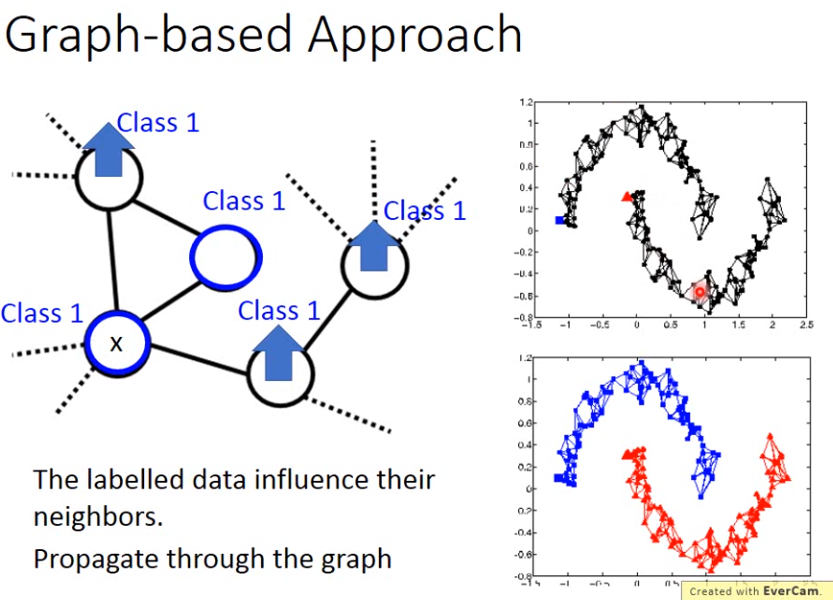 Graph-based Approach
Class 1
Class 1
Class 1
Class 1
Class 1
x
The labelled data influence their
neighbors.
Propagate through the graph
1.2
1
0.8
0.6
0.4
0.2
0
-0.2
-0.4
-0.6
-0.8
-1.5 -1 -0.5 0 0.5 1 1.5 2 2.5
1.2
1
0.8
0.6
0.4
0.2
0
-0.2
-0.4
-0.6
-0.8
Created with EverCam.